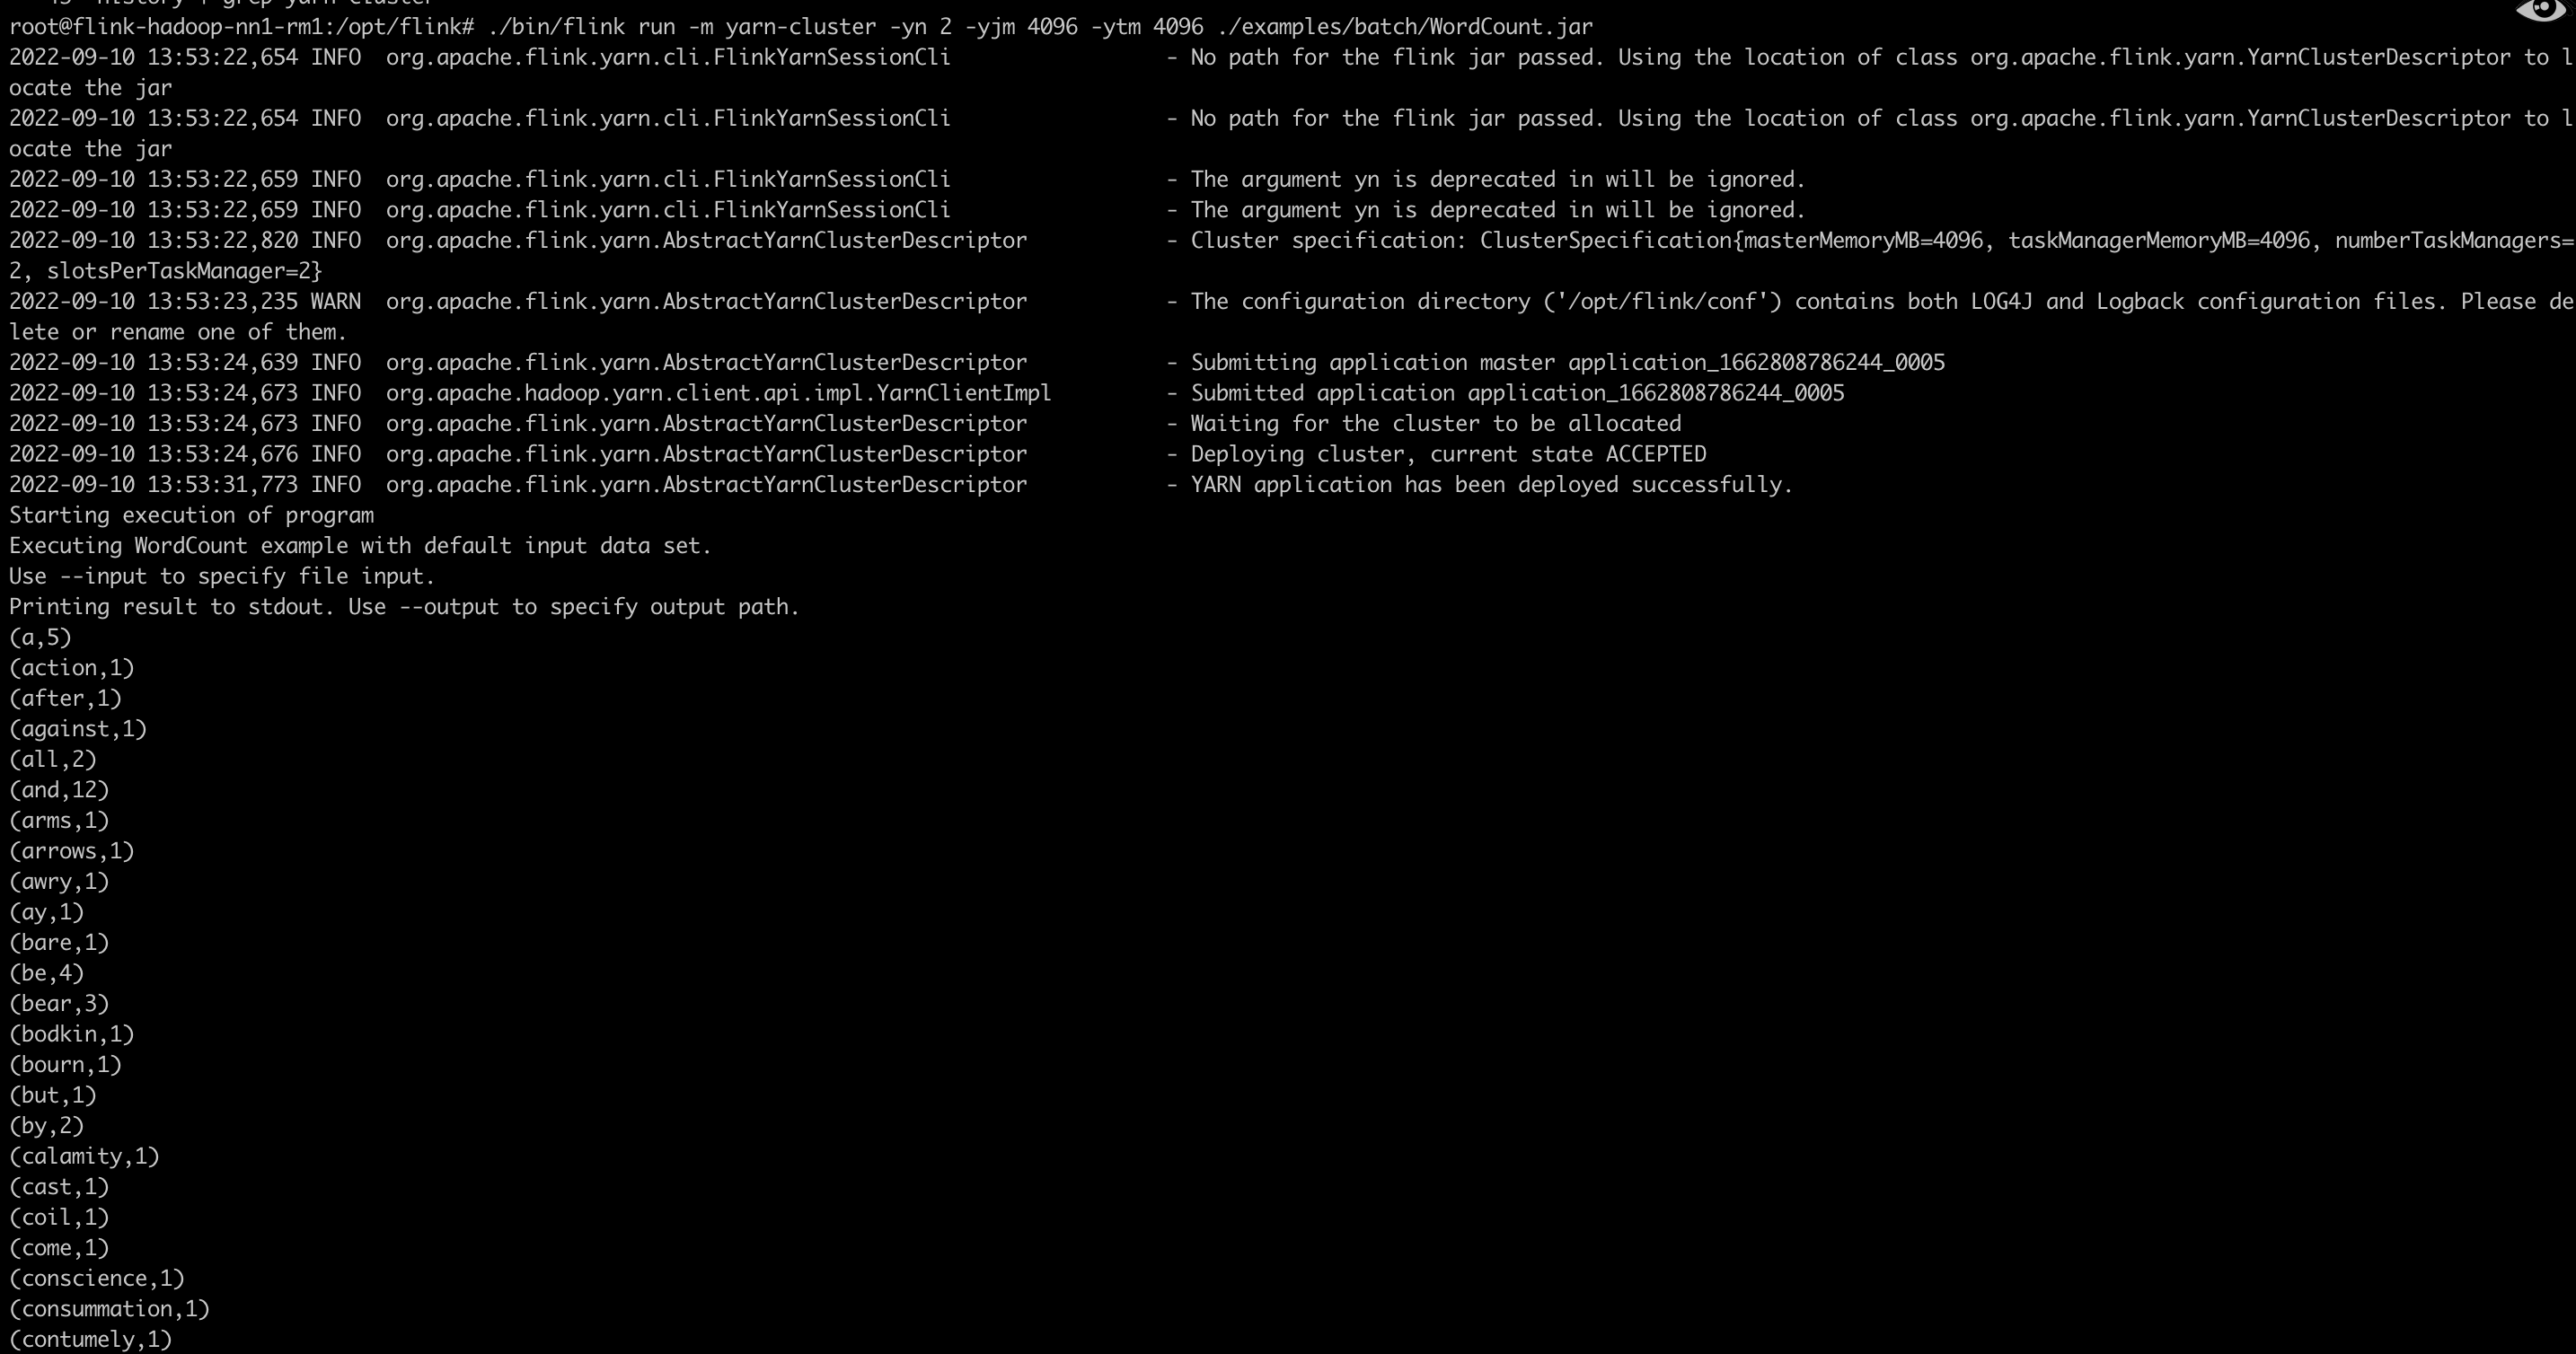 root@flink-hadoop-nn1-rm1:/opt/flink# ./bin/flink run -m yarn-cluster -yn 2 -yjm 4096 -ytm 4096 ./examples/batch/WordCount.jar
2022-09-10 13:53:22,654 INFO  org.apache.flink.yarn.cli.FlinkYarnSessionCli                 - No path for the flink jar passed. Using the location of class org.apache.flink.yarn.YarnClusterDescriptor to l
ocate the jar
2022-09-10 13:53:22,654 INFO  org.apache.flink.yarn.cli.FlinkYarnSessionCli                 - No path for the flink jar passed. Using the location of class org.apache.flink.yarn.YarnClusterDescriptor to l
ocate the jar
2022-09-10 13:53:22,659 INFO  org.apache.flink.yarn.cli.FlinkYarnSessionCli                 - The argument yn is deprecated in will be ignored.
2022-09-10 13:53:22,659 INFO  org.apache.flink.yarn.cli.FlinkYarnSessionCli                 - The argument yn is deprecated in will be ignored.
2022-09-10 13:53:22,820 INFO  org.apache.flink.yarn.AbstractYarnClusterDescriptor           - Cluster specification: ClusterSpecification{masterMemoryMB=4096, taskManagerMemoryMB=4096, numberTaskManagers=
2, slotsPerTaskManager=2}
2022-09-10 13:53:23,235 WARN  org.apache.flink.yarn.AbstractYarnClusterDescriptor           - The configuration directory ('/opt/flink/conf') contains both LOG4J and Logback configuration files. Please de
lete or rename one of them.
2022-09-10 13:53:24,639 INFO  org.apache.flink.yarn.AbstractYarnClusterDescriptor           - Submitting application master application_1662808786244_0005
2022-09-10 13:53:24,673 INFO  org.apache.hadoop.yarn.client.api.impl.YarnClientImpl         - Submitted application application_1662808786244_0005
2022-09-10 13:53:24,673 INFO  org.apache.flink.yarn.AbstractYarnClusterDescriptor           - Waiting for the cluster to be allocated
2022-09-10 13:53:24,676 INFO  org.apache.flink.yarn.AbstractYarnClusterDescriptor           - Deploying cluster, current state ACCEPTED
2022-09-10 13:53:31,773 INFO  org.apache.flink.yarn.AbstractYarnClusterDescriptor           - YARN application has been deployed successfully.
Starting execution of program
Executing WordCount example with default input data set.
Use --input to specify file input.
Printing result to stdout. Use --output to specify output path.
(a,5)
(action,1)
(after,1)
(against,1)
(all,2)
(and,12)
(arms,1)
(arrows,1)
(awry,1)
(ay,1)
(bare,1)
(be,4)
(bear,3)
(bodkin,1)
(bourn,1)
(but,1)
(by,2)
(calamity,1)
(cast,1)
(coil,1)
(come,1)
(conscience,1)
(consummation,1)
(contumely,1)